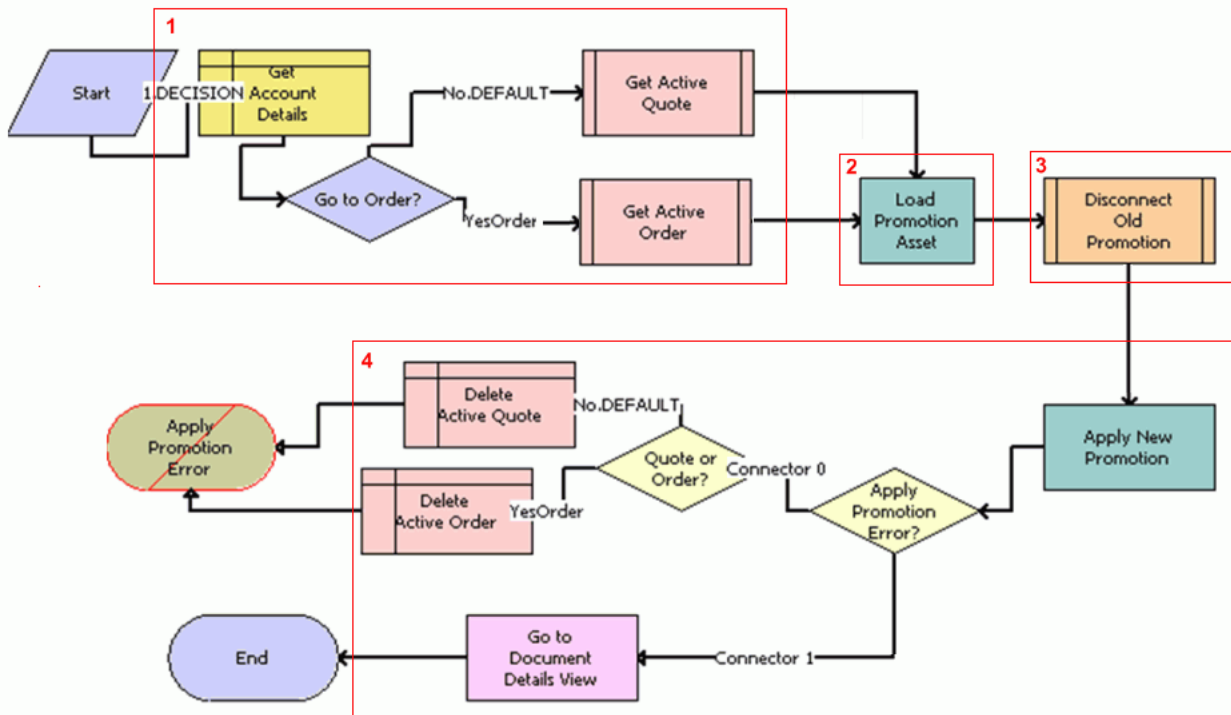 1
Start
1.DECISION
Get
Account
Details
No.DEFAULT
Get Active
Quote
Go to Order?
YesOrder
Get Active
Order
2
Load
Promotion
Asset
3
Disconnect
Old
Promotion
4
Delete
Active Quote
No.DEFAULT
Apply
Promotion
Error
Quote or
Order?
Connector 0
Apply New
Promotion
Delete
Active Order
YesOrder
Apply
Promotion
Error?
End
Go to
Document
Details View
Connector 1